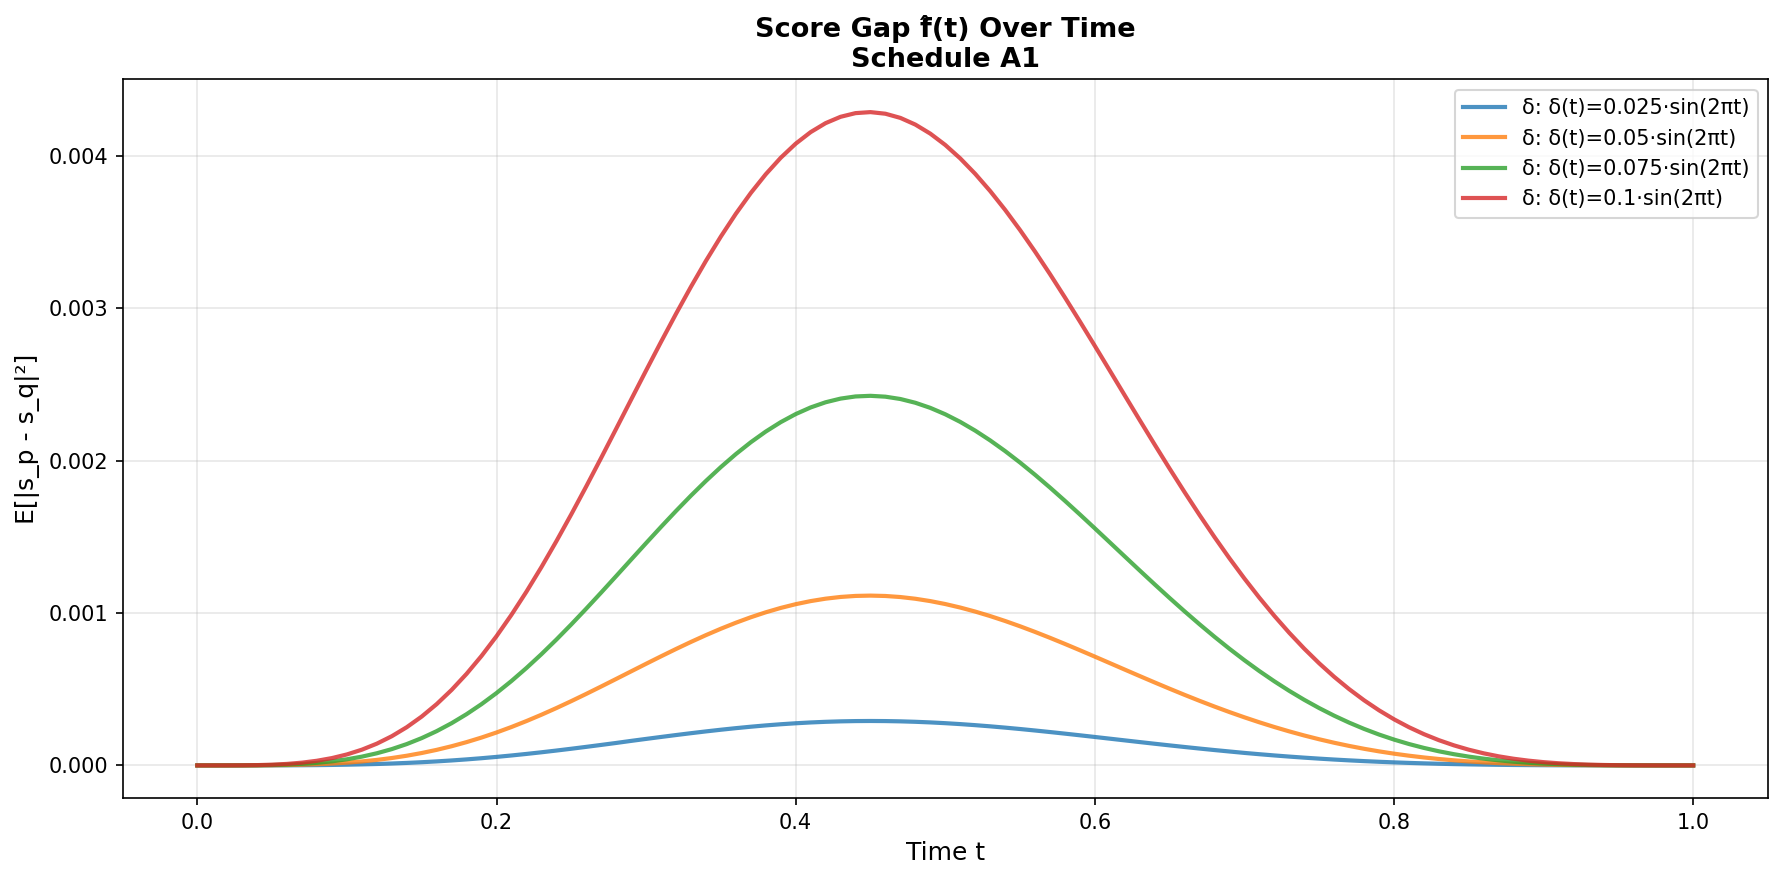 Score Gap f̂(t) Over Time
Schedule A1
δ: δ(t)=0.025·sin(2πt)
δ: δ(t)=0.05·sin(2πt)
δ: δ(t)=0.075·sin(2πt)
δ: δ(t)=0.1·sin(2πt)
E[|s_p - s_q|²]
0.004
0.003
0.002
0.001
0.000
0.0 0.2 0.4 0.6 0.8 1.0
Time t